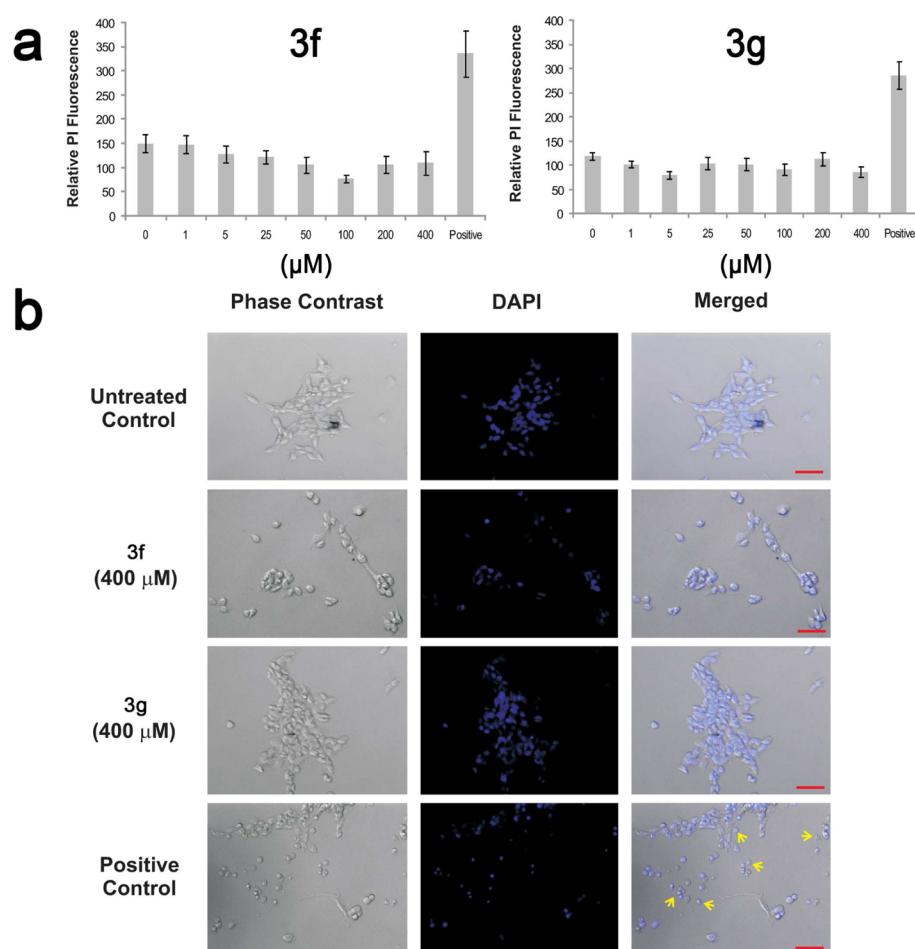 a
3f
3g
Relative PI Fluorescence
400
350
300
250
200
150
100
50
0
0 1 5 25 50 100 200 400 Positive
(µM)
Relative PI Fluorescence
400
350
300
250
200
150
100
50
0
0 1 5 25 50 100 200 400 Positive
(µM)
b
Phase Contrast DAPI Merged
Untreated
Control
3f
(400 µM)
3g
(400 µM)
Positive
Control